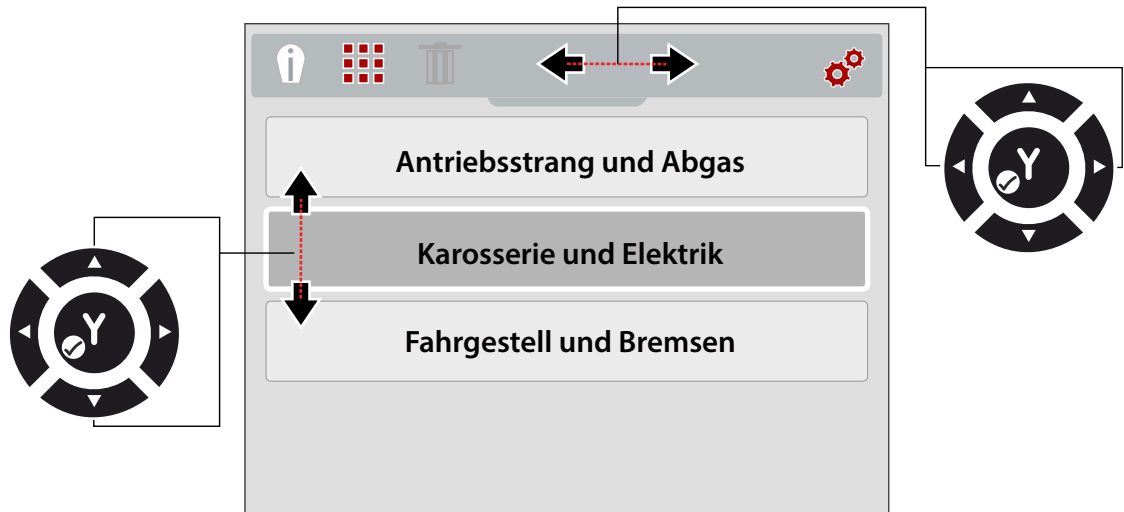 Antriebsstrang und Abgas
Karosserie und Elektrik
Fahrgestell und Bremsen
Y
Y